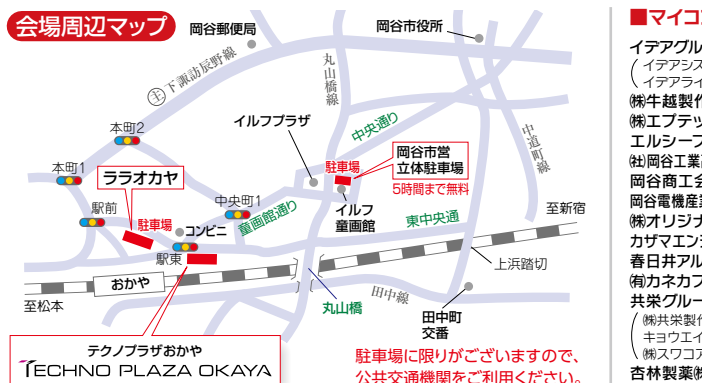 会場周辺マップ
岡谷郵便局
岡谷市役所
主 下諏訪辰野線
丸山橋線
本町2
イルフプラザ
中央通り
中道町線
本町1
ララオカヤ
駐車場
岡谷市営
立体駐車場
5時間まで無料
駅前
駐車場
中央町1
童画館通り
イルフ
童画館
コンビニ
東中央通
至新宿
駅東
上浜踏切
おかや
至松本
丸山橋
田中線
田中町
交番
テクノプラザおかや
TECHNO PLAZA OKAYA
駐車場に限りがございますので、
公共交通機関をご利用ください。
■マイコ
イデアグル
イデアシス
イデアライ
㈱牛越製作
㈱エプテッ
エルシーブ
㈳岡谷工業
岡谷商工会
岡谷電機産業
㈱オリジナ
カザマエンジ
春日井アル
㈲カネカフ
共栄グルー
㈱共栄製作
キョウエイ
㈱スワコア
杏林製薬㈱